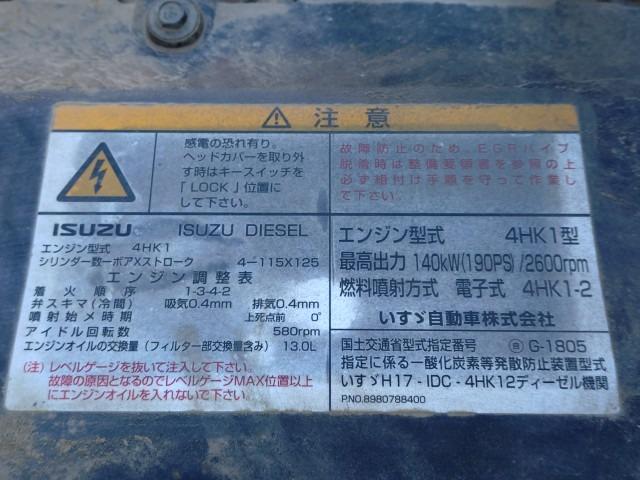 ⚠ 注意
感電の恐れ有り。
ヘッドカバーを取り外
す時はキースイッチを
「LOCK」位置に
して下さい。
故障防止のため、EGRパイプ
脱着時は整備要領書を参照の上
必ず組付け手順を守って作業し
て下さい。
ISUZU ISUZU DIESEL
エンジン型式 4HK1
シリンダー数ーボアXストローク 4-115X125
エンジン調整表
着火順序 1-3-4-2
弁スキマ(冷間) 吸気0.4mm 排気0.4mm
噴射始メ時期 上死点前 0°
アイドル回転数 580rpm
エンジンオイルの交換量(フィルター部交換量含み) 13.0L
(注)レベルゲージを抜いて注入して下さい。
故障の原因となるのでレベルゲージMAX位置以上
にエンジンオイルを入れないで下さい。
エンジン型式 4HK1型
最高出力 140kW(190PS)/2600rpm
燃料噴射方式 電子式 4HK1-2
いすゞ自動車株式会社
国土交通省型式指定番号 G-1805
指定に係る一酸化炭素等発散防止装置型式
いすゞH17-IDC-4HK12ディーゼル機関
P.NO.8980788400